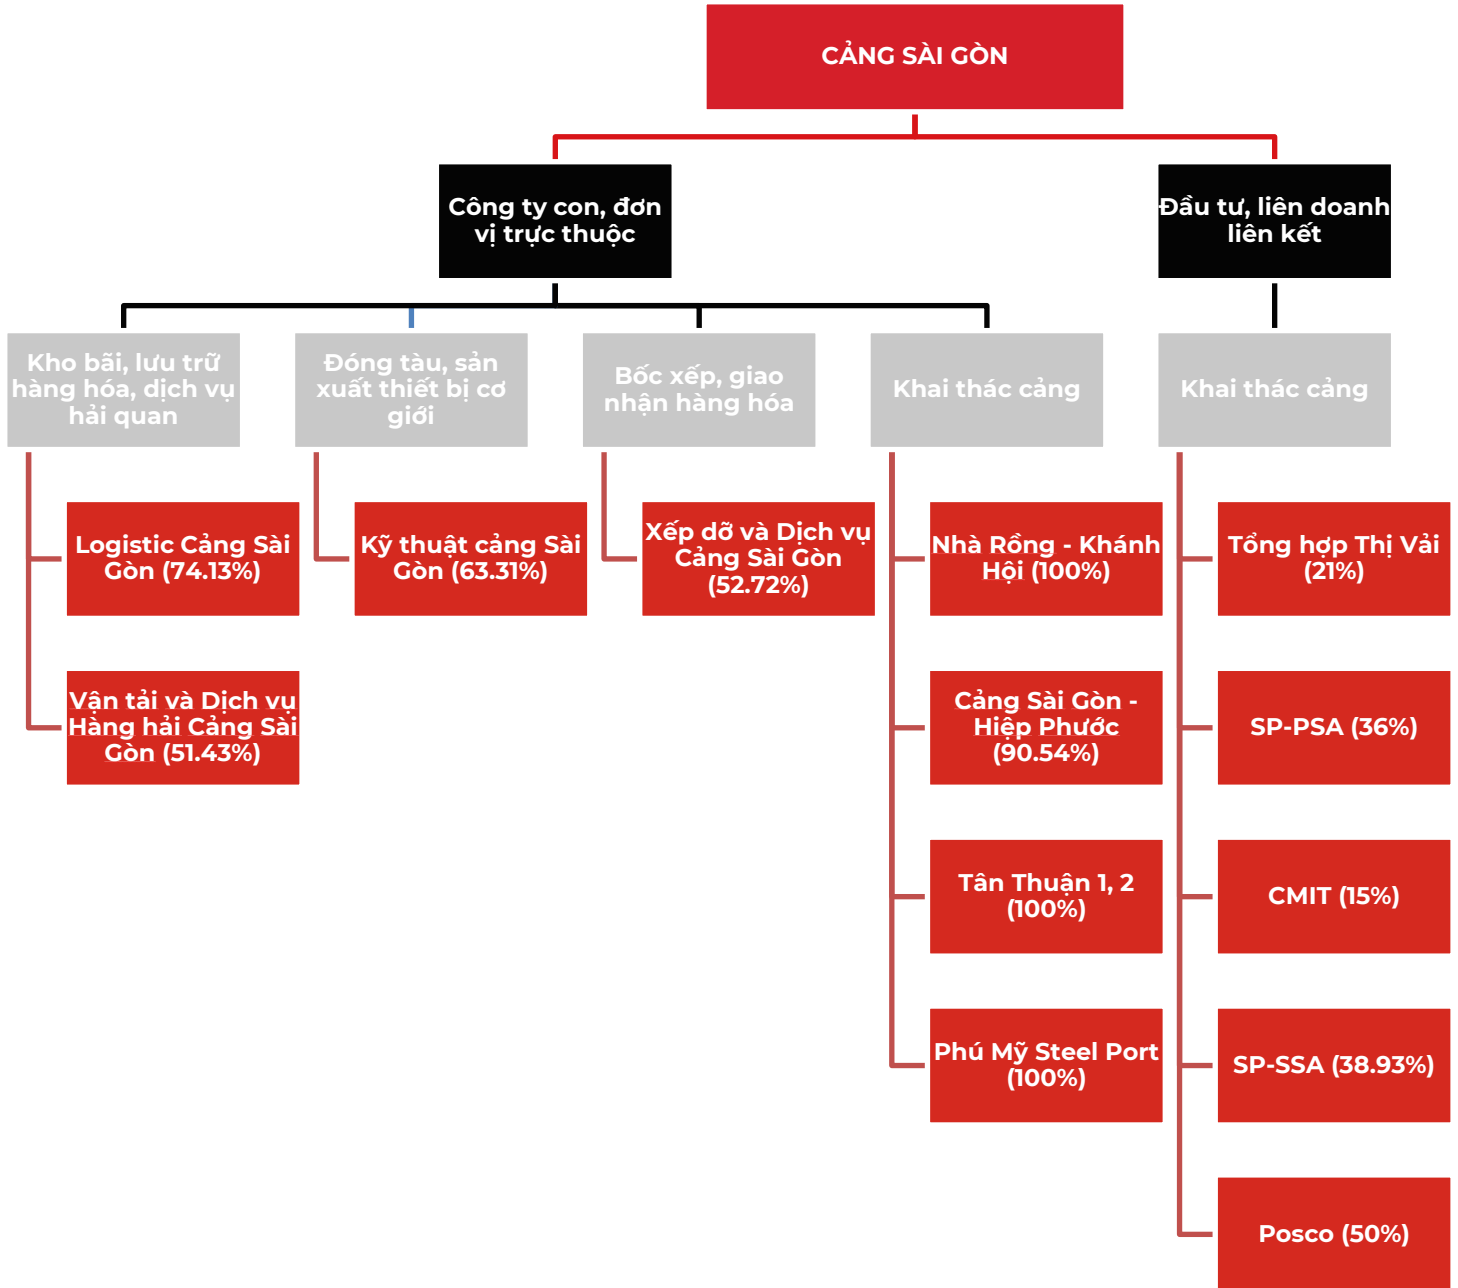 CẢNG SÀI GÒN
Công ty con, đơn
vị trực thuộc
Đầu tư, liên doanh
liên kết
Kho bãi, lưu trữ
hàng hóa, dịch vụ
hải quan
Đóng tàu, sản
xuất thiết bị cơ
giới
Bốc xếp, giao
nhận hàng hóa
Khai thác cảng
Khai thác cảng
Logistic Cảng Sài
Gòn (74.13%)
Kỹ thuật cảng Sài
Gòn (63.31%)
Xếp dỡ và Dịch vụ
Cảng Sài Gòn
(52.72%)
Nhà Rồng - Khánh
Hội (100%)
Tổng hợp Thị Vải
(21%)
Vận tải và Dịch vụ
Hàng hải Cảng Sài
Gòn (51.43%)
Cảng Sài Gòn -
Hiệp Phước
(90.54%)
SP-PSA (36%)
Tân Thuận 1, 2
(100%)
CMIT (15%)
Phú Mỹ Steel Port
(100%)
SP-SSA (38.93%)
Posco (50%)